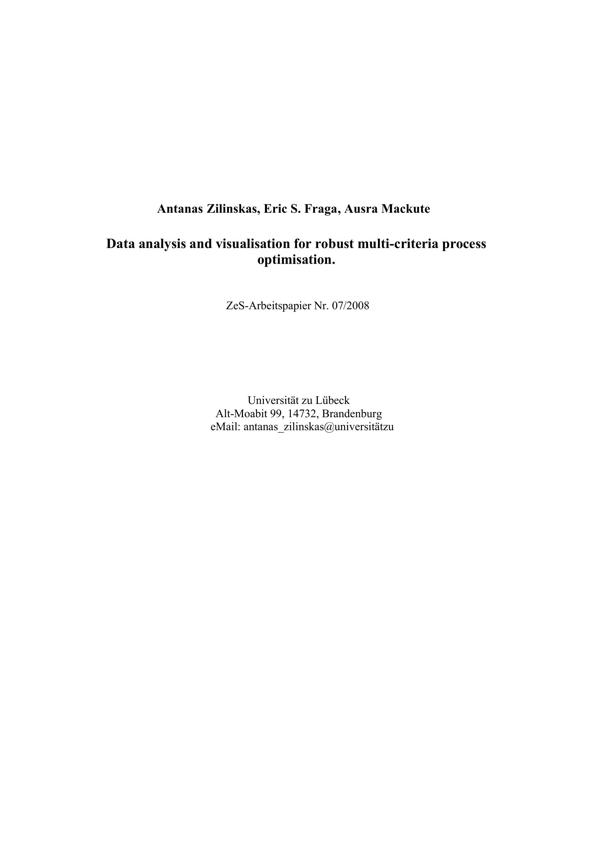 Antanas Zilinskas, Eric S. Fraga, Ausra Mackute
Data analysis and visualisation for robust multi-criteria process
optimisation.
ZeS-Arbeitspapier Nr. 07/2008
Universität zu Lübeck
Alt-Moabit 99, 14732, Brandenburg
eMail: antanas_zilinskas@universitätzu